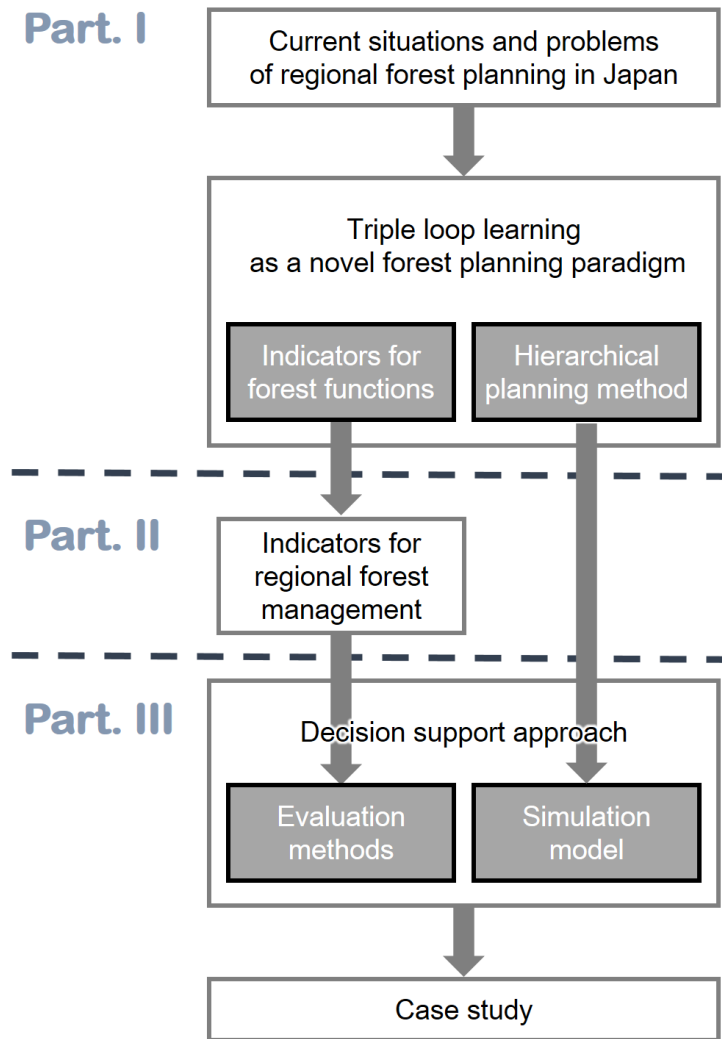 Part. I
Current situations and problems
of regional forest planning in Japan
Triple loop learning
as a novel forest planning paradigm
Indicators for
forest functions
Hierarchical
planning method
Part. II
Indicators for
regional forest
management
Part. III
Decision support approach
Evaluation
methods
Simulation
model
Case study